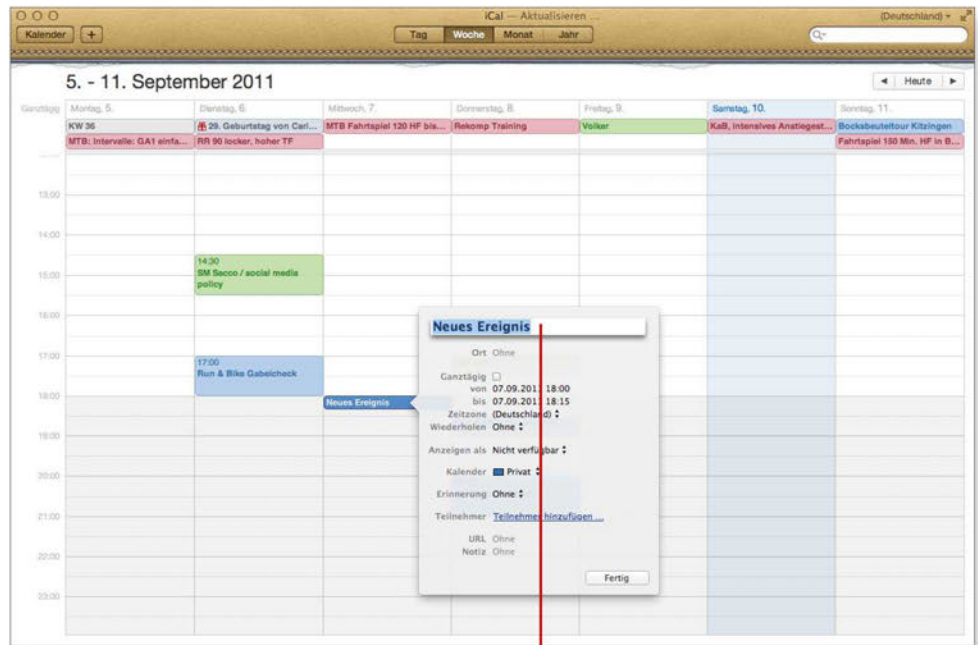 iCal — Aktualisieren ...
(Deutschland)
Kalender +
Tag Woche Monat Jahr
5. - 11. September 2011
Heute
Ganztägig Montag, 5. Dienstag, 6. Mittwoch, 7. Donnerstag, 8. Freitag, 9. Samstag, 10. Sonntag, 11.
KW 36 29. Geburtstag von Carl... MTB Fahrtspiel 120 HF bis... Rekomp Training Volker KaB, intensives Anstiegest... Bocksbeuteltour Kitzingen
MTB: Intervalle: GA1 einfa... RR 90 locker, hoher TF Fahrtspiel 150 Min. HF in B...
13:00
14:00
14:30
SM Sacco / social media
policy
15:00
16:00
17:00
17:00
Run & Bike Gabelcheck
18:00
Neues Ereignis
19:00
20:00
21:00
22:00
23:00
Neues Ereignis
Ort Ohne
Ganztägig
von 07.09.2011 18:00
bis 07.09.2011 18:15
Zeitzone (Deutschland)
Wiederholen Ohne
Anzeigen als Nicht verfügbar
Kalender Privat
Erinnerung Ohne
Teilnehmer Teilnehmer hinzufügen ...
URL Ohne
Notiz Ohne
Fertig